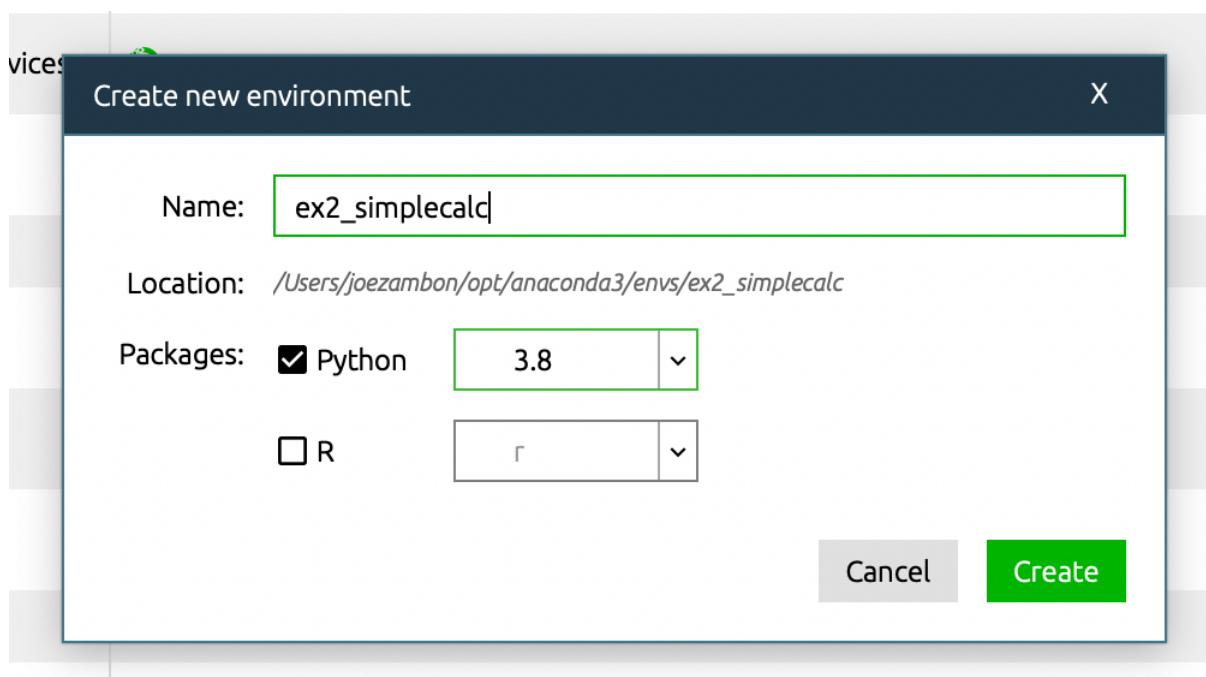 vices
Create new environment X
Name: ex2_simplecalc
Location: /Users/joezambon/opt/anaconda3/envs/ex2_simplecalc
Packages: Python 3.8
R r
Cancel Create